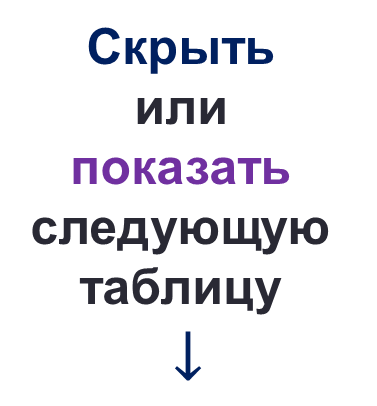 Скрыть
или
показать
следующую
таблицу
↓